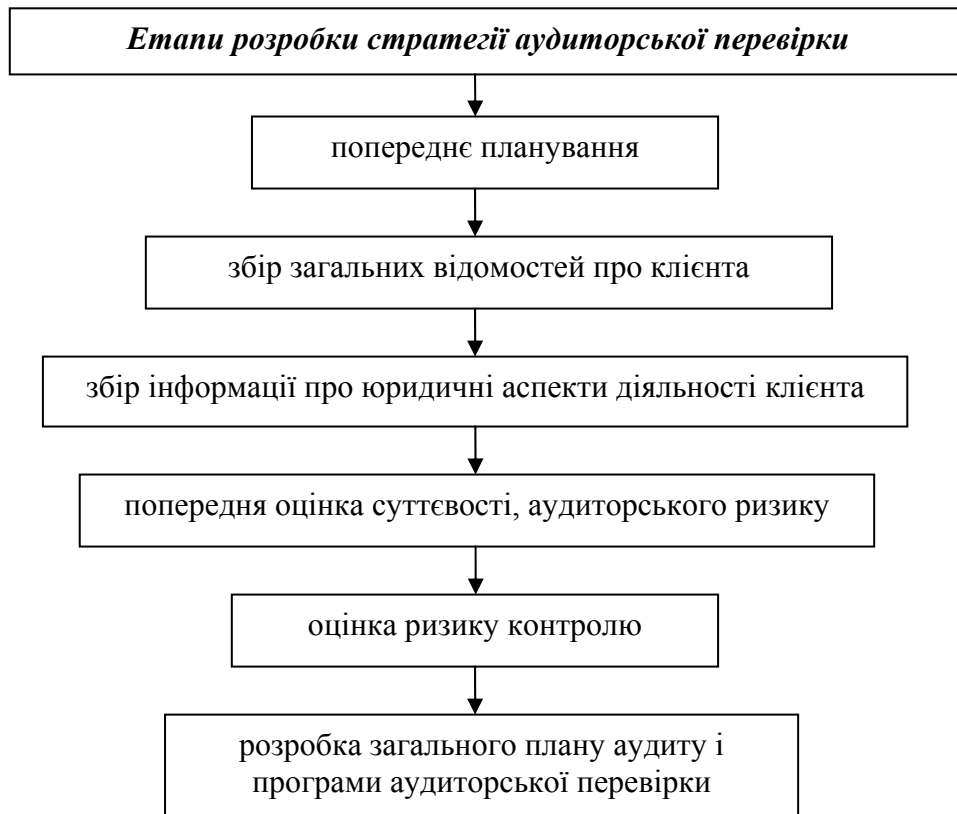 Етапи розробки стратегії аудиторської перевірки
попереднє планування
збір загальних відомостей про клієнта
збір інформації про юридичні аспекти діяльності клієнта
попередня оцінка суттєвості, аудиторського ризику
оцінка ризику контролю
розробка загального плану аудиту і
програми аудиторської перевірки